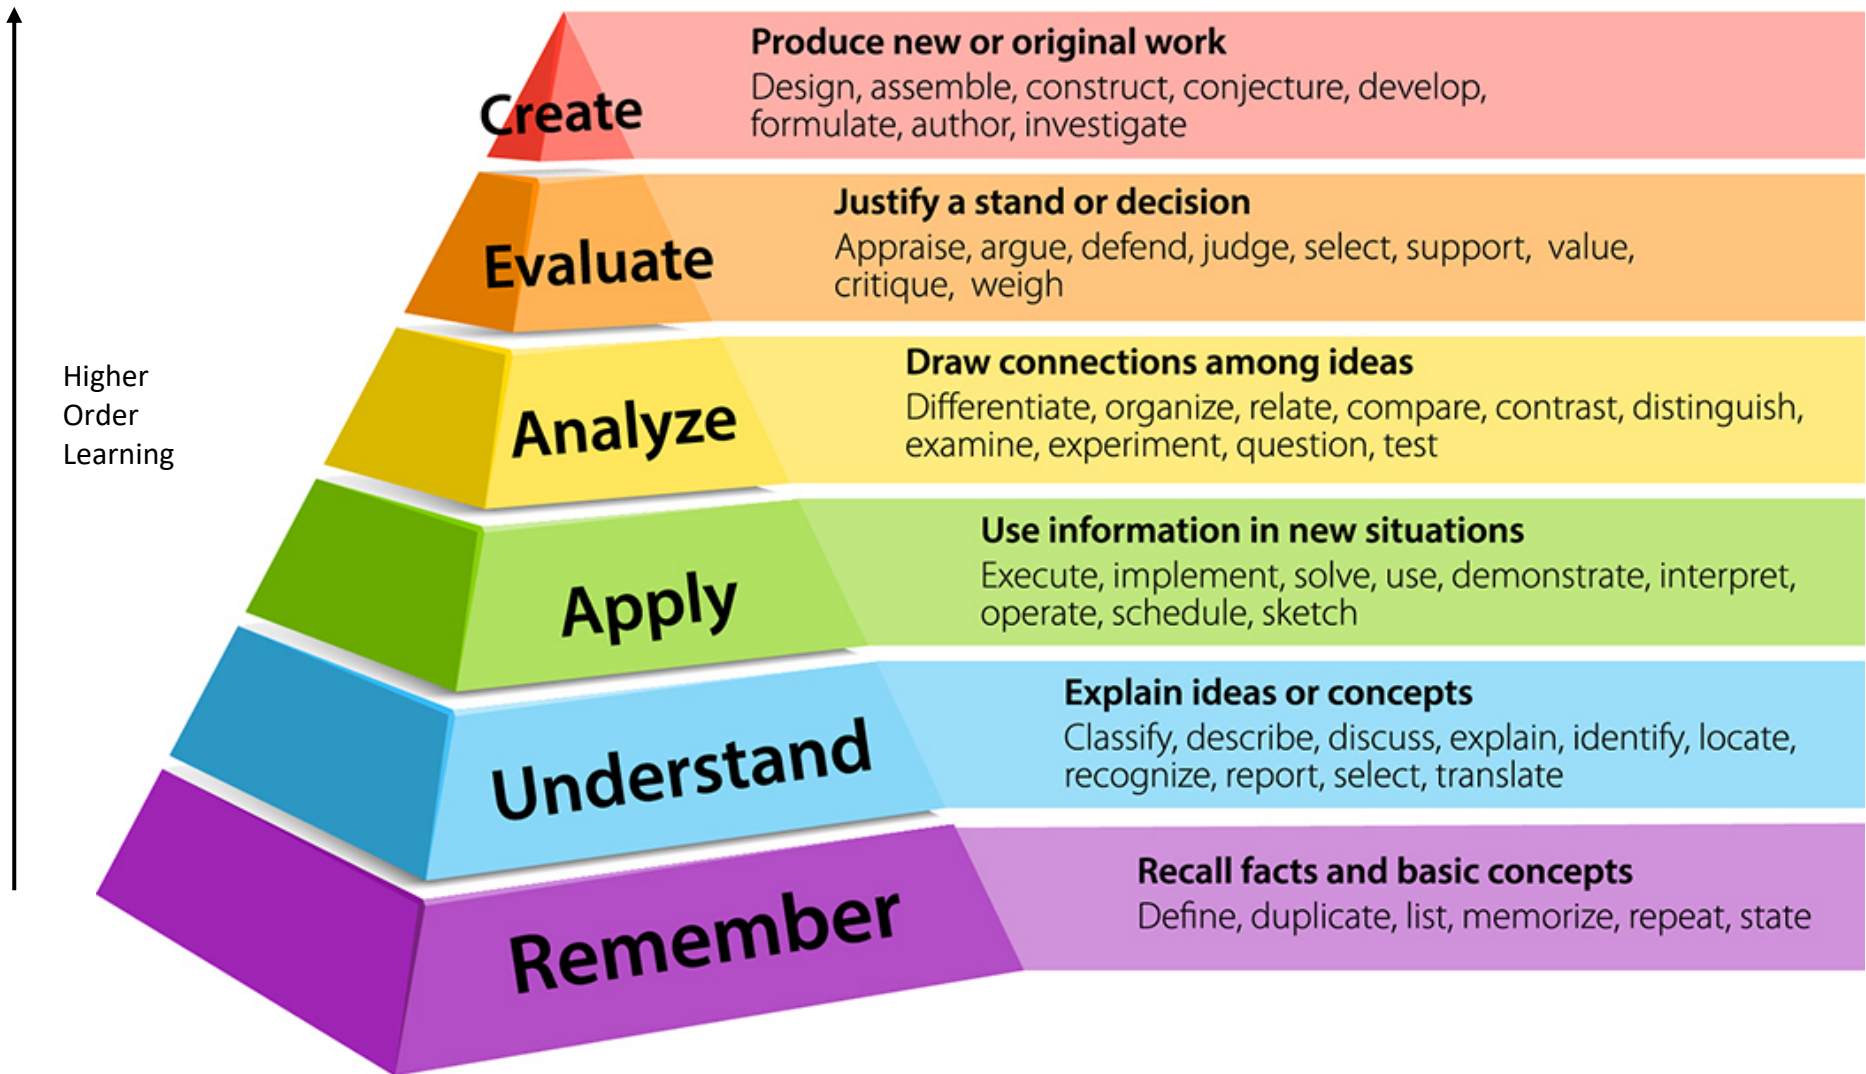 Create
Produce new or original work
Design, assemble, construct, conjecture, develop,
formulate, author, investigate
Evaluate
Justify a stand or decision
Appraise, argue, defend, judge, select, support, value,
critique, weigh
Higher
Order
Learning
Analyze
Draw connections among ideas
Differentiate, organize, relate, compare, contrast, distinguish,
examine, experiment, question, test
Apply
Use information in new situations
Execute, implement, solve, use, demonstrate, interpret,
operate, schedule, sketch
Understand
Explain ideas or concepts
Classify, describe, discuss, explain, identify, locate,
recognize, report, select, translate
Remember
Recall facts and basic concepts
Define, duplicate, list, memorize, repeat, state